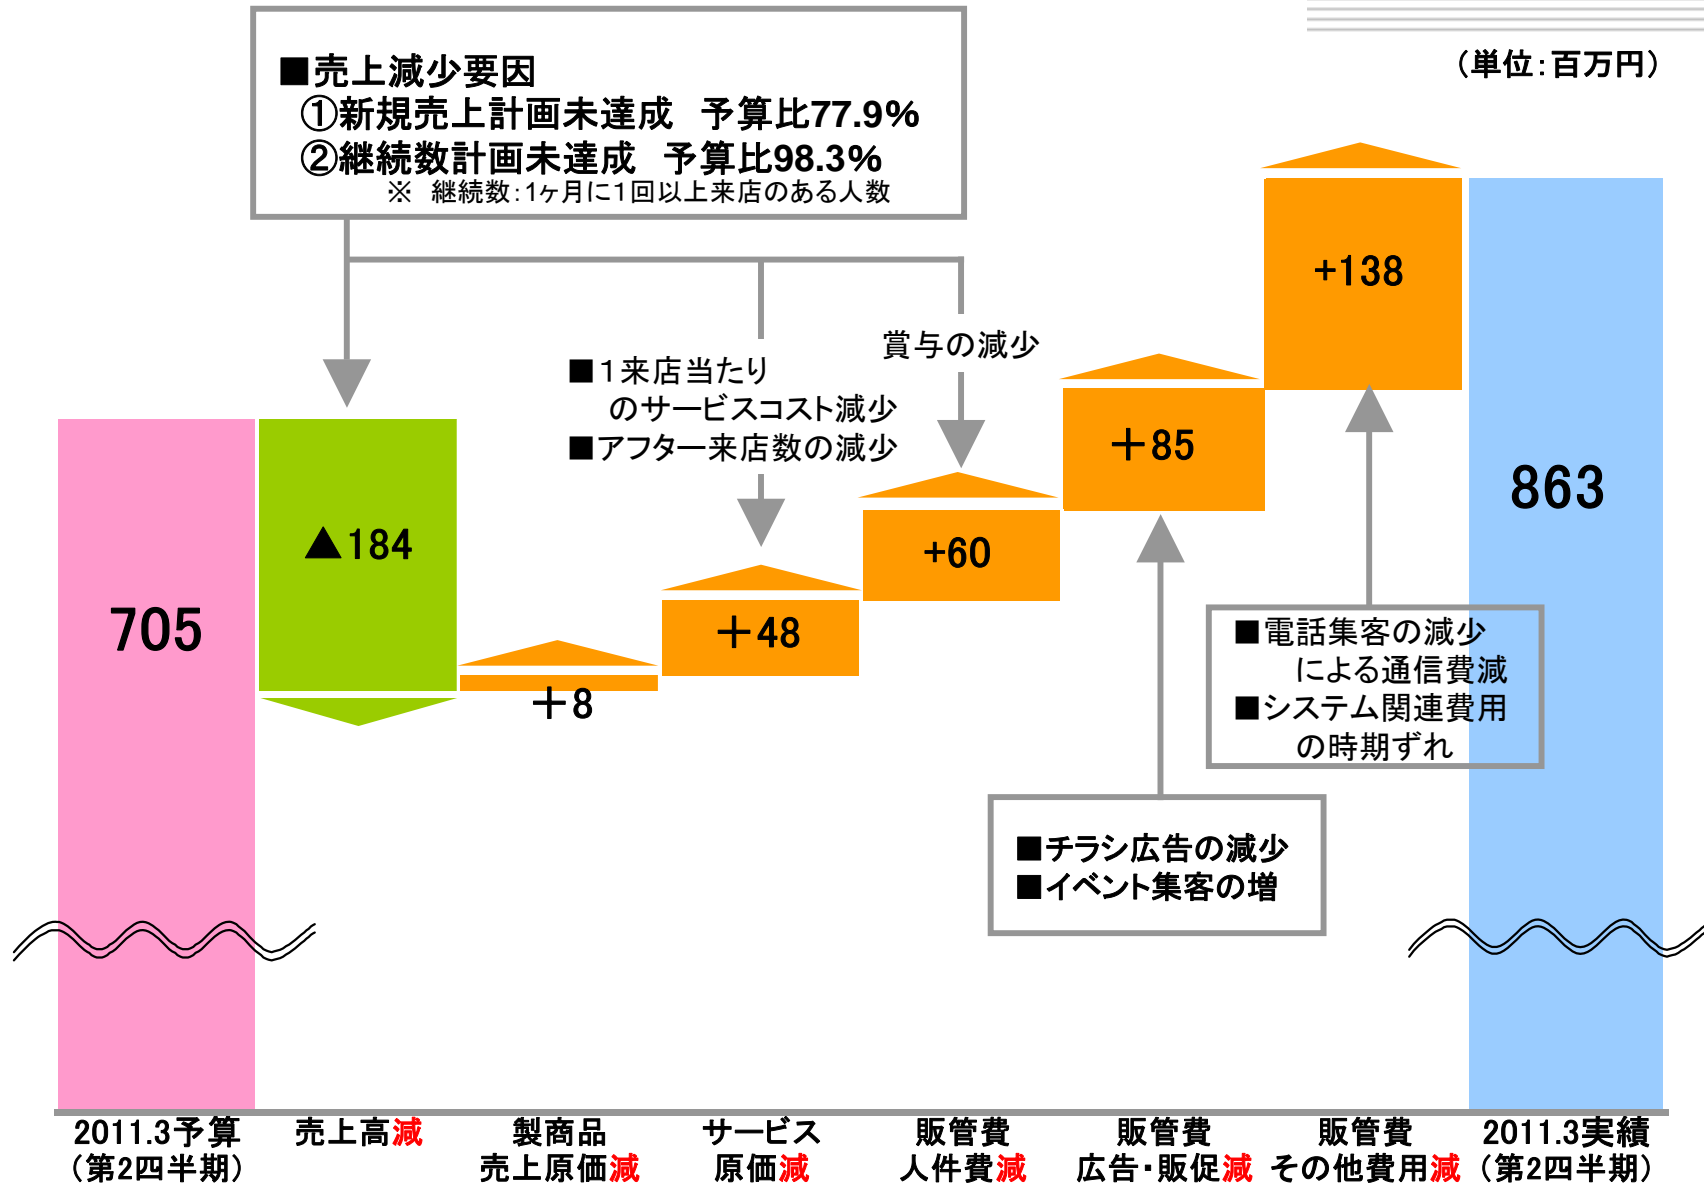 (単位:百万円)
■売上減少要因
①新規売上計画未達成 予算比77.9%
②継続数計画未達成 予算比98.3%
※ 継続数:1ヶ月に1回以上来店のある人数
+138
賞与の減少
■1来店当たり
のサービスコスト減少
■アフター来店数の減少
+85
863
▲184
+60
705
+48
+8
■電話集客の減少
による通信費減
■システム関連費用
の時期ずれ
■チラシ広告の減少
■イベント集客の増
2011.3予算
(第2四半期)
売上高減
製商品
売上原価減
サービス
原価減
販管費
人件費減
販管費
広告・販促減
販管費
その他費用減
2011.3実績
(第2四半期)